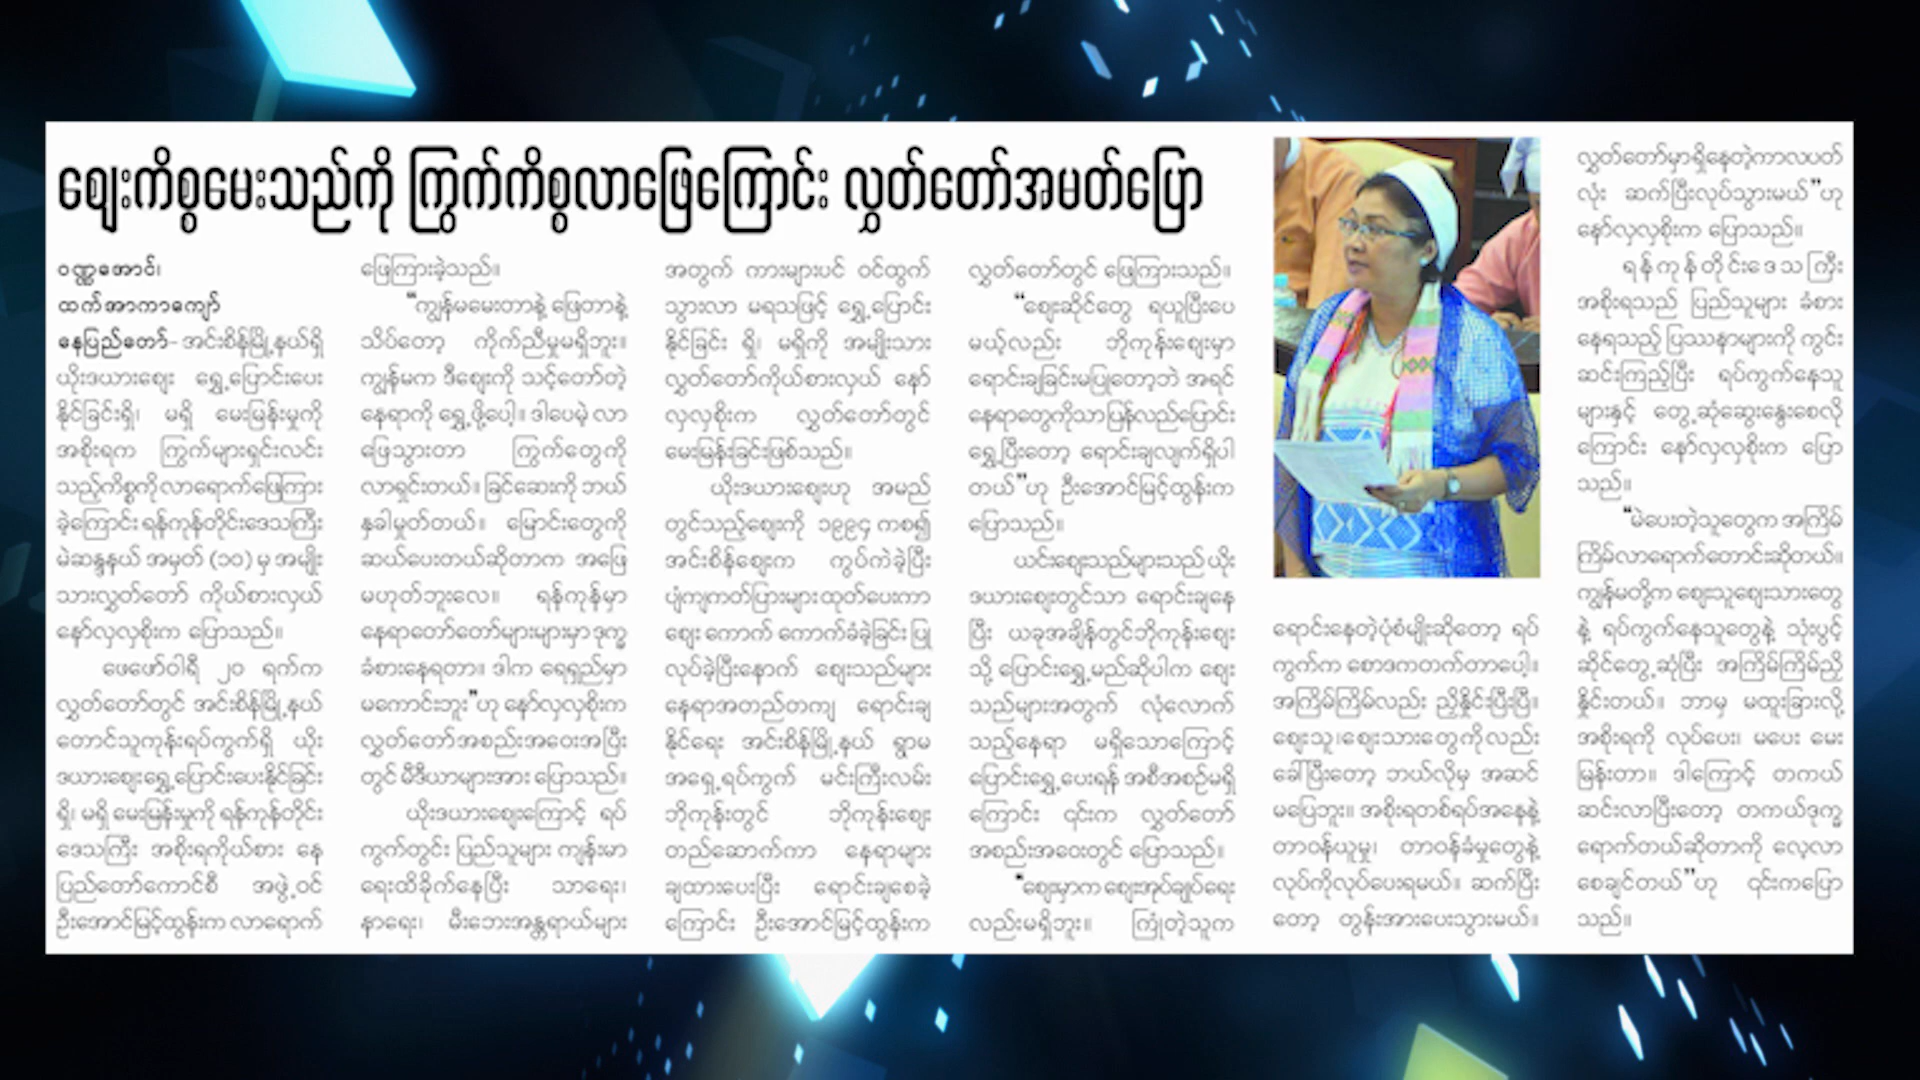 ဈေးကိစ္စမေးသည်ကို ကြွက်ကိစ္စလာဖြေကြောင်း လွှတ်တော်အမတ်ပြော
ဝဏ္ဏအောင်၊
ထက်အာကာကျော်
နေပြည်တော်- အင်းစိန်မြို့နယ်ရှိ
ယိုးဒယားဈေး ရွှေ့ပြောင်းပေး
နိုင်ခြင်းရှိ၊ မရှိ မေးမြန်းမှုကို
အစိုးရက ကြွက်များရှင်းလင်း
သည့်ကိစ္စကို လာရောက်ဖြေကြား
ခဲ့ကြောင်း ရန်ကုန်တိုင်းဒေသကြီး
မဲဆန္ဒနယ် အမှတ် (၁၁) မှ အမျိုး
သားလွှတ်တော် ကိုယ်စားလှယ်
နော်လှလှစိုးက ပြောသည်။
ဖေဖော်ဝါရီ ၂၀ ရက်က
လွှတ်တော်တွင် အင်းစိန်မြို့နယ်
တောင်သူကုန်းရပ်ကွက်ရှိ ယိုး
ဒယားဈေးရွှေ့ပြောင်းပေးနိုင်ခြင်း
ရှိ၊ မရှိ မေးမြန်းမှုကို ရန်ကုန်တိုင်း
ဒေသကြီး အစိုးရကိုယ်စား နေ
ပြည်တော်ကောင်စီ အဖွဲ့ဝင်
ဦးအောင်မြင့်ထွန်းက လာရောက်
ဖြေကြားခဲ့သည်။
“ကျွန်မမေးတာနဲ့ ဖြေတာနဲ့
သိပ်တော့ ကိုက်ညီမှုမရှိဘူး။
ကျွန်မက ဒီဈေးကို သင့်တော်တဲ့
နေရာကို ရွှေ့ဖို့ပေါ့။ ဒါပေမဲ့ လာ
ဖြေသွားတာ ကြွက်တွေကို
လာရှင်းတယ်။ ခြင်ဆေးကို ဘယ်
နှခါမှုတ်တယ်။ မြောင်းတွေကို
ဆယ်ပေးတယ်ဆိုတာက အဖြေ
မဟုတ်ဘူးလေ။ ရန်ကုန်မှာ
နေရာတော်တော်များများမှာ ဒုက္ခ
ခံစားနေရတာ။ ဒါက ရေရှည်မှာ
မကောင်းဘူး”ဟု နော်လှလှစိုးက
လွှတ်တော်အစည်းအဝေးအပြီး
တွင် မီဒီယာများအား ပြောသည်။
ယိုးဒယားဈေးကြောင့် ရပ်
ကွက်တွင်း ပြည်သူများ ကျန်းမာ
ရေးထိခိုက်နေပြီး သာရေး၊
နာရေး၊ မီးဘေးအန္တရာယ်များ
အတွက် ကားများပင် ဝင်ထွက်
သွားလာ မရသဖြင့် ရွှေ့ပြောင်း
နိုင်ခြင်း ရှိ၊ မရှိကို အမျိုးသား
လွှတ်တော်ကိုယ်စားလှယ် နော်
လှလှစိုးက လွှတ်တော်တွင်
မေးမြန်းခြင်းဖြစ်သည်။
ယိုးဒယားဈေးဟု အမည်
တွင်သည့်ဈေးကို ၁၉၉၄ ကစ၍
အင်းစိန်ဈေးက ကွပ်ကဲခဲ့ပြီး
ပျံကျကတ်ပြားများ ထုတ်ပေးကာ
ဈေး ကောက် ကောက်ခံခဲ့ခြင်း ပြု
လုပ်ခဲ့ပြီးနောက် ဈေးသည်များ
နေရာအတည်တကျ ရောင်းချ
နိုင်ရေး အင်းစိန်မြို့နယ် ရွာမ
အရှေ့ရပ်ကွက် မင်းကြီးလမ်း
ဘိုကုန်းတွင် ဘိုကုန်းဈေး
တည်ဆောက်ကာ နေရာများ
ချထားပေးပြီး ရောင်းချစေခဲ့
ကြောင်း ဦးအောင်မြင့်ထွန်းက
လွှတ်တော်တွင် ဖြေကြားသည်။
“ဈေးဆိုင်တွေ ရယူပြီးပေ
မယ့်လည်း ဘိုကုန်းဈေးမှာ
ရောင်းချခြင်းမပြုတော့ဘဲ အရင်
နေရာတွေကိုသာ ပြန်လည်ပြောင်း
ရွှေ့ပြီးတော့ ရောင်းချလျက်ရှိပါ
တယ်”ဟု ဦးအောင်မြင့်ထွန်းက
ပြောသည်။
ယင်းဈေးသည်များသည် ယိုး
ဒယားဈေးတွင်သာ ရောင်းချနေ
ပြီး ယခုအချိန်တွင်ဘိုကုန်းဈေး
သို့ ပြောင်းရွှေ့မည်ဆိုပါက ဈေး
သည်များအတွက် လုံလောက်
သည့်နေရာ မရှိသောကြောင့်
ပြောင်းရွှေ့ပေးရန် အစီအစဉ်မရှိ
ကြောင်း ၎င်းက လွှတ်တော်
အစည်းအဝေးတွင် ပြောသည်။
“ဈေးမှာက ဈေးအုပ်ချုပ်ရေး
လည်းမရှိဘူး။ ကြုံတဲ့သူက
ရောင်းနေတဲ့ပုံစံမျိုးဆိုတော့ ရပ်
ကွက်က စောဒကတက်တာပေါ့။
အကြိမ်ကြိမ်လည်း ညှိနှိုင်းပြီးပြီ။
ဈေးသူ၊ဈေးသားတွေကိုလည်း
ခေါ်ပြီးတော့ ဘယ်လိုမှ အဆင်
မပြေဘူး။ အစိုးရတစ်ရပ်အနေနဲ့
တာဝန်ယူမှု၊ တာဝန်ခံမှုတွေနဲ့
လုပ်ကိုလုပ်ပေးရမယ်။ ဆက်ပြီး
တော့ တွန်းအားပေးသွားမယ်။
လွှတ်တော်မှာရှိနေတဲ့ကာလပတ်
လုံး ဆက်ပြီးလုပ်သွားမယ်”ဟု
နော်လှလှစိုးက ပြောသည်။
ရန်ကုန်တိုင်းဒေသကြီး
အစိုးရသည် ပြည်သူများ ခံစား
နေရသည့် ပြဿနာများကို ကွင်း
ဆင်းကြည့်ပြီး ရပ်ကွက်နေသူ
များနှင့် တွေ့ဆုံဆွေးနွေးစေလို
ကြောင်း နော်လှလှစိုးက ပြော
သည်။
“မဲပေးတဲ့သူတွေက အကြိမ်
ကြိမ်လာရောက်တောင်းဆိုတယ်။
ကျွန်မတို့က ဈေးသူဈေးသားတွေ
နဲ့ ရပ်ကွက်နေသူတွေနဲ့ သုံးပွင့်
ဆိုင်တွေ့ဆုံပြီး အကြိမ်ကြိမ်ညှိ
နှိုင်းတယ်။ ဘာမှ မထူးခြားလို့
အစိုးရကို လုပ်ပေး၊ မပေး မေး
မြန်းတာ။ ဒါကြောင့် တကယ်
ဆင်းလာပြီးတော့ တကယ်ဒုက္ခ
ရောက်တယ်ဆိုတာကို လေ့လာ
စေချင်တယ်”ဟု ၎င်းကပြော
သည်။